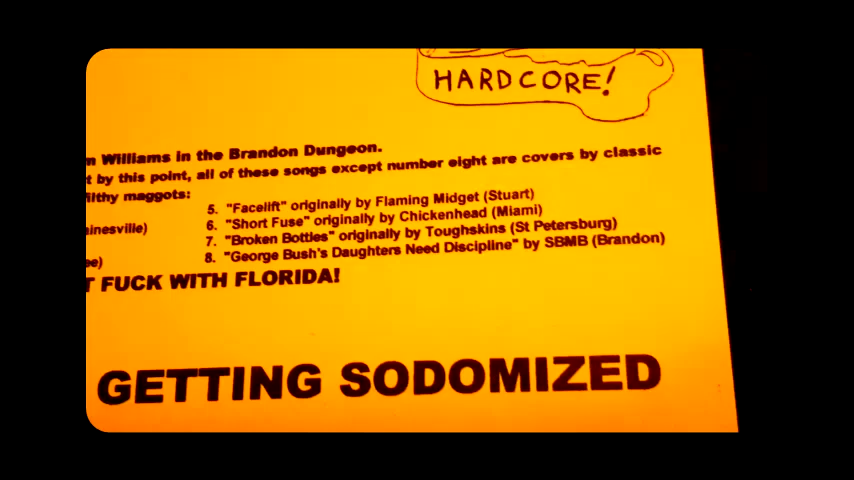 HARDCORE!
m Williams in the Brandon Dungeon.
t by this point, all of these songs except number eight are covers by classic
filthy maggots:
5. "Facelift" originally by Flaming Midget (Stuart)
ainesville) 6. "Short Fuse" originally by Chickenhead (Miami)
7. "Broken Bottles" originally by Toughskins (St Petersburg)
ee) 8. "George Bush's Daughters Need Discipline" by SBMB (Brandon)
T FUCK WITH FLORIDA!
GETTING SODOMIZED